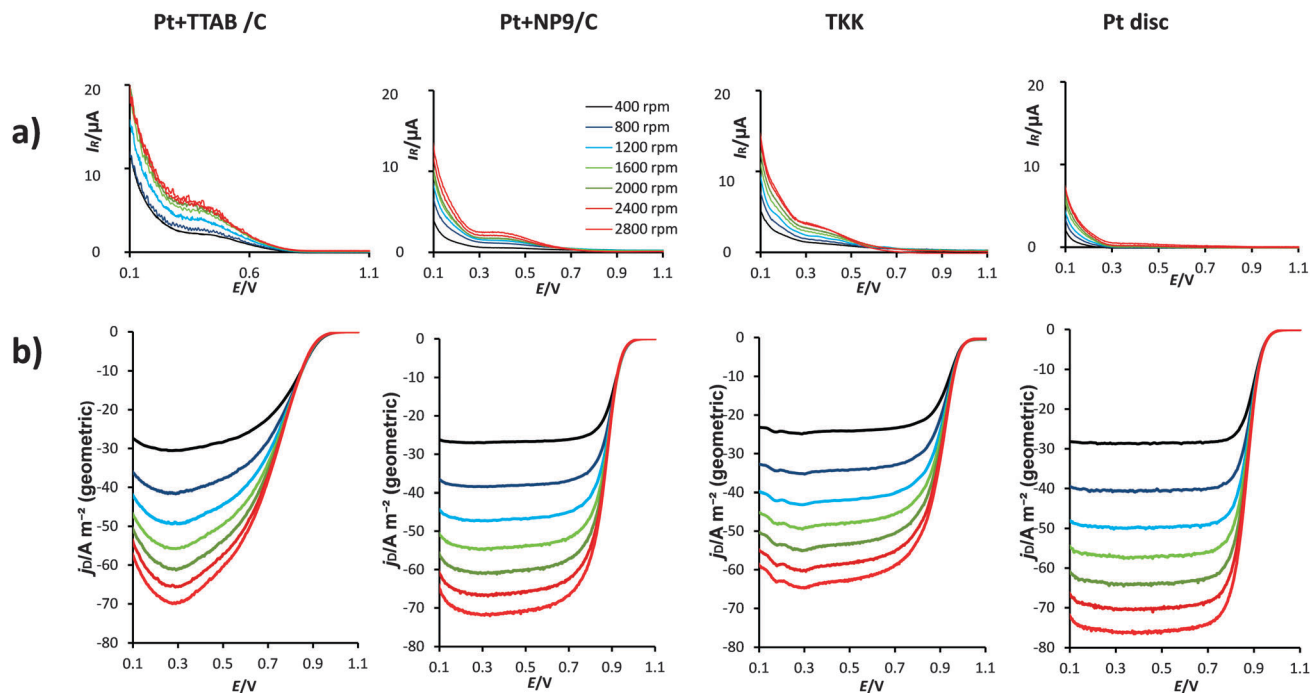 Pt+TTAB /C
Pt+NP9/C
TKK
Pt disc
a)
I_R/µA
20
10
0
0.1 0.6 1.1
E/V
I_R/µA
20
10
0
0.1 0.3 0.5 0.7 0.9 1.1
E/V
400 rpm
800 rpm
1200 rpm
1600 rpm
2000 rpm
2400 rpm
2800 rpm
I_R/µA
20
10
0
0.1 0.3 0.5 0.7 0.9 1.1
E/V
I_R/µA
20
10
0
0.1 0.3 0.5 0.7 0.9 1.1
E/V
b)
j_D/A m⁻² (geometric)
0
-10
-20
-30
-40
-50
-60
-70
-80
0.1 0.3 0.5 0.7 0.9 1.1
E/V
j_D/A m⁻² (geometric)
0
-10
-20
-30
-40
-50
-60
-70
-80
0.1 0.3 0.5 0.7 0.9 1.1
E/V
j_D/A m⁻² (geometric)
0
-10
-20
-30
-40
-50
-60
-70
-80
0.1 0.3 0.5 0.7 0.9 1.1
E/V
j_D/A m⁻² (geometric)
0
-10
-20
-30
-40
-50
-60
-70
-80
0.1 0.3 0.5 0.7 0.9 1.1
E/V